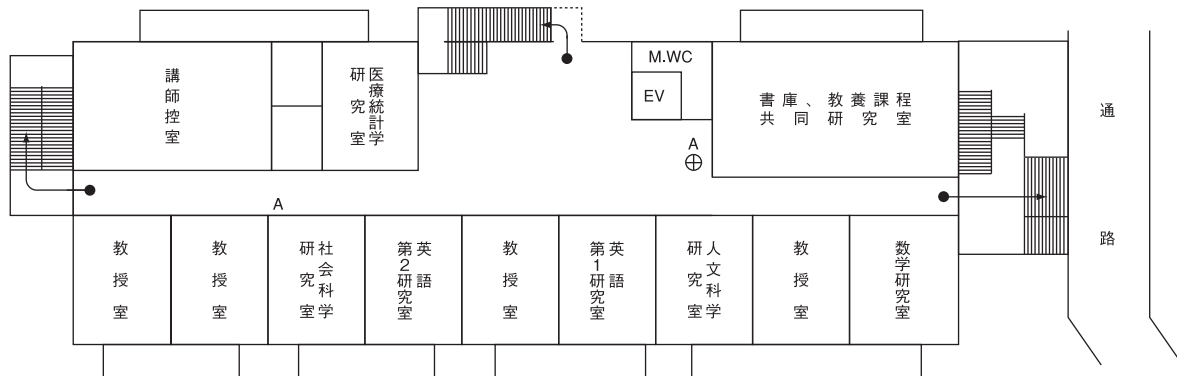 講師控室
医療統計学
研究室
M.WC
EV
書庫、教養課程
共同研究室
通路
A
A
教授室
教授室
社会科学
研究室
英語
第2研究室
教授室
英語
第1研究室
人文科学
研究室
教授室
数学研究室